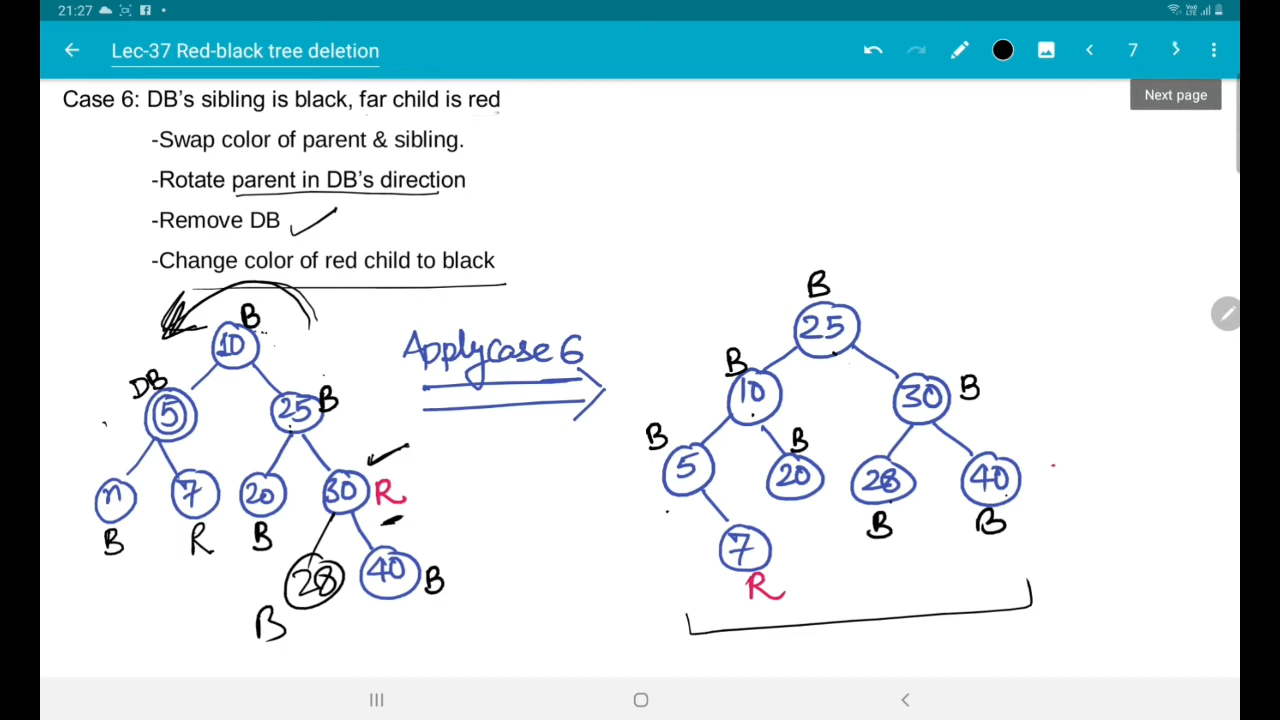 21:27
Lec-37 Red-black tree deletion
7
Next page
Case 6: DB's sibling is black, far child is red
-Swap color of parent & sibling.
-Rotate parent in DB's direction
-Remove DB
-Change color of red child to black
B
10
DB
5
25 B
n
7
20
30 R
B
R
B
28
40 B
B
Apply case 6
B
25
B
10
30 B
B
5
B
20
28
40
B
B
7
R